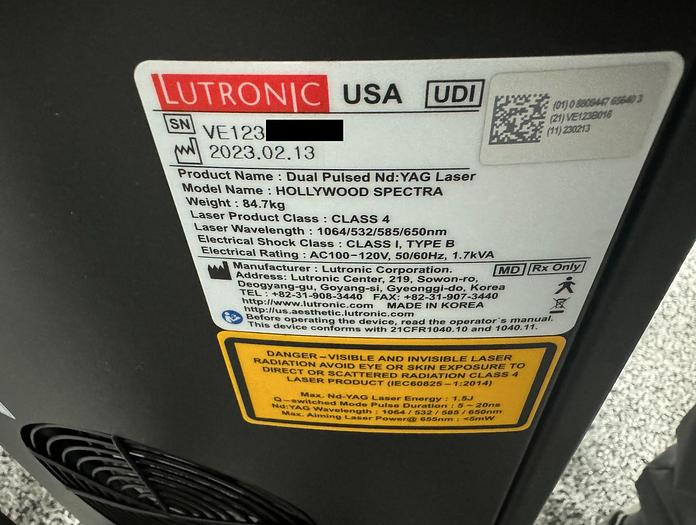 LUTRONIC USA UDI
(01) 0 8809447 65640 3
(21) VE123B016
(11) 230213
SN VE123
2023.02.13
Product Name : Dual Pulsed Nd:YAG Laser
Model Name : HOLLYWOOD SPECTRA
Weight : 84.7kg
Laser Product Class : CLASS 4
Laser Wavelength : 1064/532/585/650nm
Electrical Shock Class : CLASS I, TYPE B
Electrical Rating : AC100-120V, 50/60Hz, 1.7kVA
Manufacturer : Lutronic Corporation. MD Rx Only
Address: Lutronic Center, 219, Sowon-ro,
Deogyang-gu, Goyang-si, Gyeonggi-do, Korea
TEL : +82-31-908-3440 FAX: +82-31-907-3440
http://www.lutronic.com MADE IN KOREA
http://us.aesthetic.lutronic.com
Before operating the device, read the operator's manual.
This device conforms with 21CFR1040.10 and 1040.11.
DANGER-VISIBLE AND INVISIBLE LASER
RADIATION AVOID EYE OR SKIN EXPOSURE TO
DIRECT OR SCATTERED RADIATION CLASS 4
LASER PRODUCT (IEC60825-1:2014)
Max. Nd-YAG Laser Energy : 1.5J
Q-switched Mode Pulse Duration : 5~20ns
Nd:YAG Wavelength : 1064 / 532 / 585 / 650nm
Max. Aiming Laser Power@ 655nm : <5mW